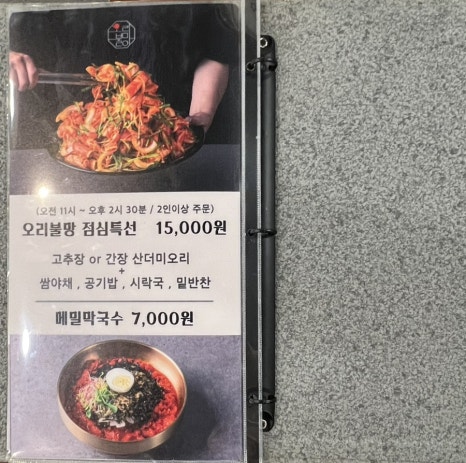 (오전 11시 ~ 오후 2시 30분 / 2인이상 주문)
오리불망 점심특선 15,000원
고추장 or 간장 산더미오리
+
쌈야채 , 공기밥 , 시락국 , 밑반찬
메밀막국수 7,000원